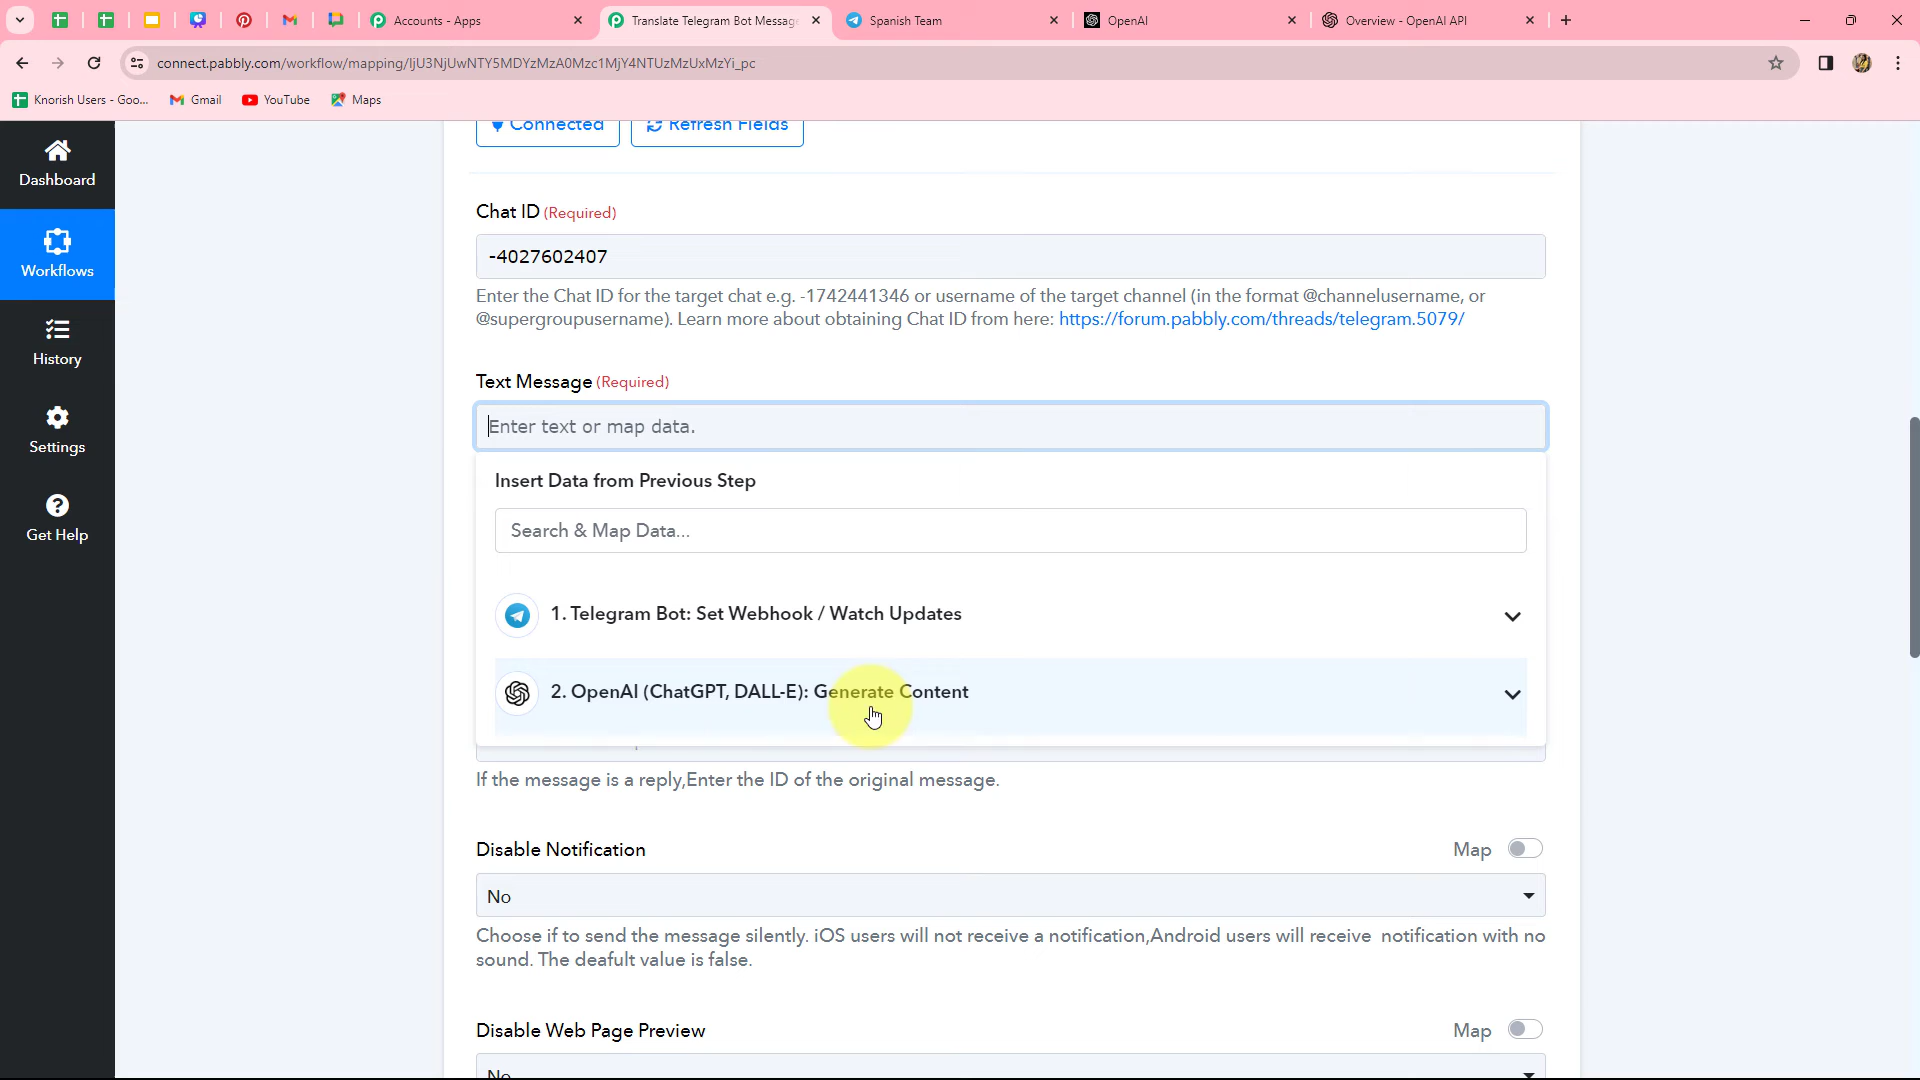 Accounts - Apps
Translate Telegram Bot Message
Spanish Team
OpenAI
Overview - OpenAI API
connect.pabbly.com/workflow/mapping/IjU3NjUwNTY5MDYzMzA0Mzc1MjY4NTUzMzUxMzYi_pc
Knorish Users - Goo...
Gmail
YouTube
Maps
Dashboard
Workflows
History
Settings
Get Help
Connected
Refresh Fields
Chat ID (Required)
-4027602407
Enter the Chat ID for the target chat e.g. -1742441346 or username of the target channel (in the format @channelusername, or
@supergroupusername). Learn more about obtaining Chat ID from here: https://forum.pabbly.com/threads/telegram.5079/
Text Message (Required)
Enter text or map data.
Insert Data from Previous Step
Search & Map Data...
1. Telegram Bot: Set Webhook / Watch Updates
2. OpenAI (ChatGPT, DALL-E): Generate Content
If the message is a reply,Enter the ID of the original message.
Disable Notification
Map
No
Choose if to send the message silently. iOS users will not receive a notification,Android users will receive notification with no
sound. The deafult value is false.
Disable Web Page Preview
Map
No